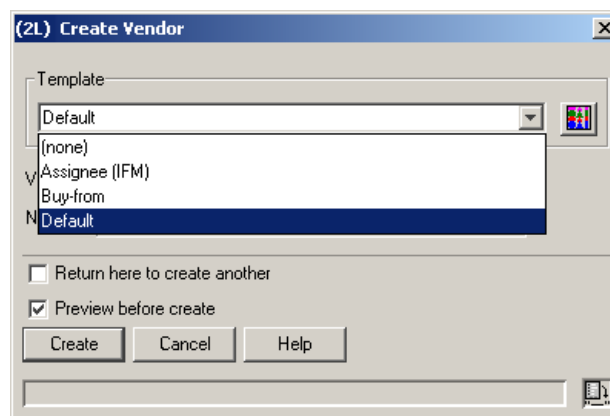 (2L) Create Vendor
Template
Default
(none)
Assignee (IFM)
Buy-from
Default
Return here to create another
Preview before create
Create Cancel Help